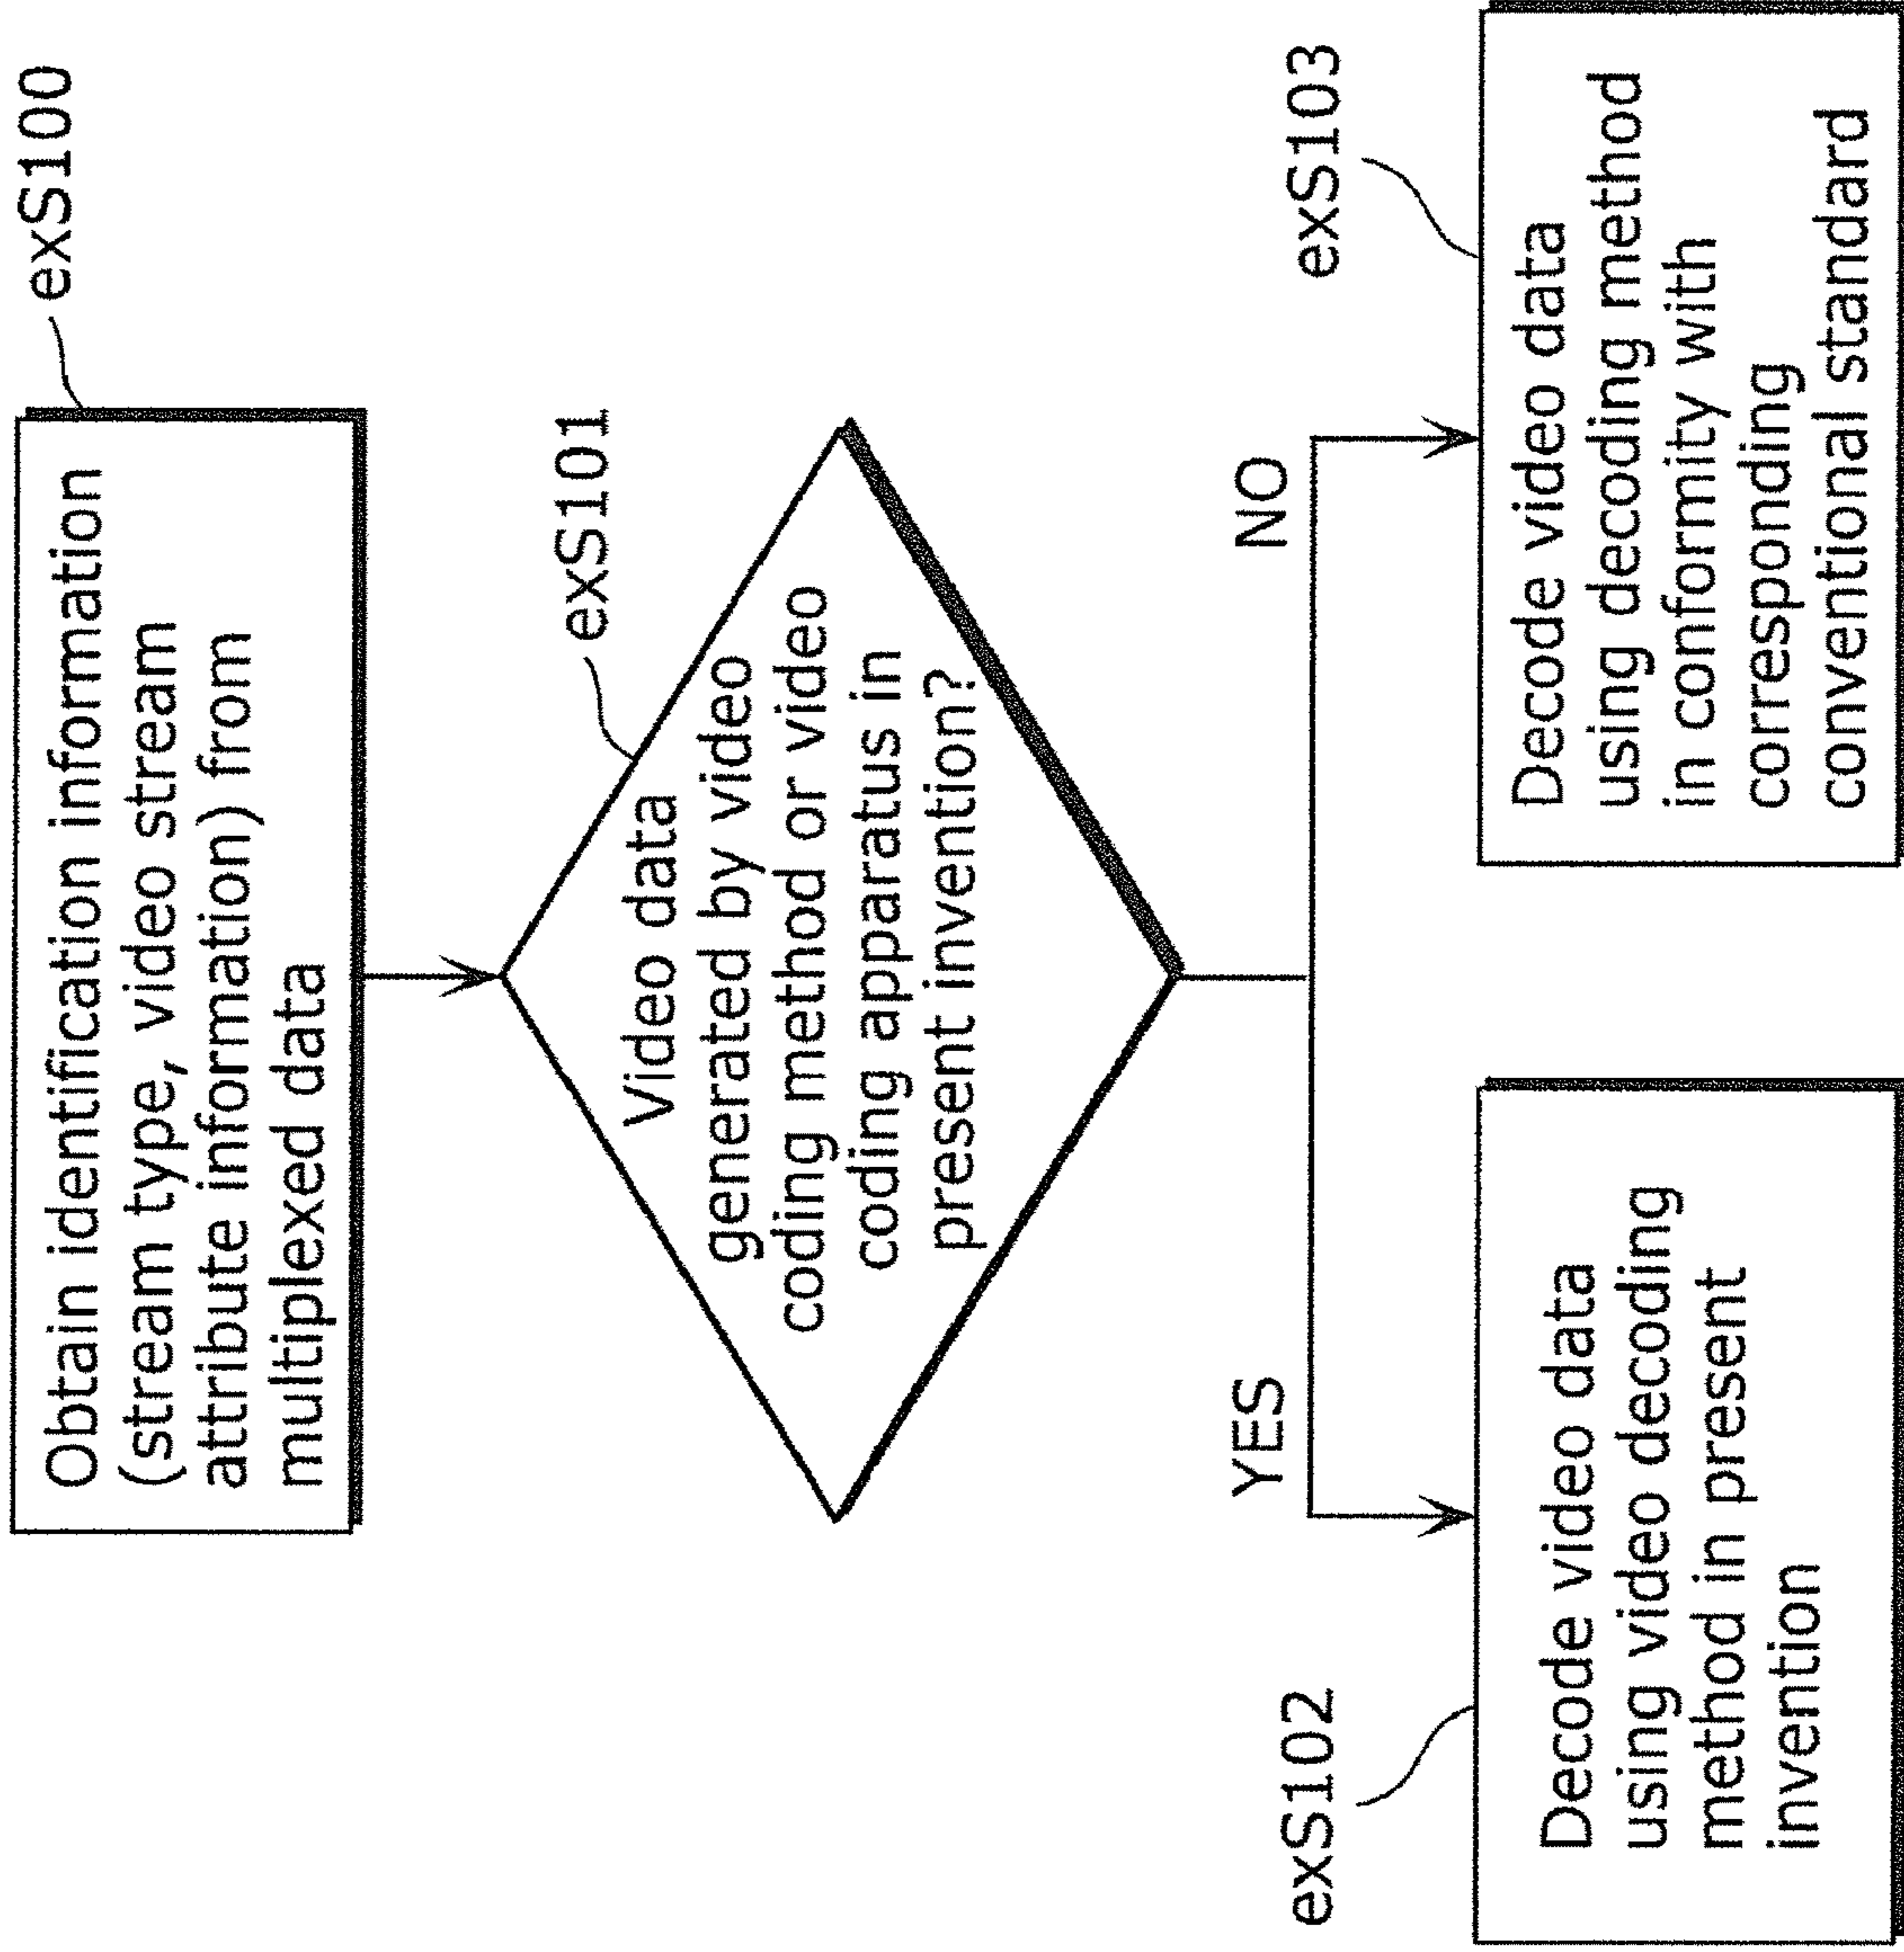 exS100
Obtain identification information
(stream type, video stream
attribute information) from
multiplexed data
exS101
Video data
generated by video
coding method or video
coding apparatus in
present invention?
YES
NO
exS102
Decode video data
using video decoding
method in present
invention
exS103
Decode video data
using decoding method
in conformity with
corresponding
conventional standard